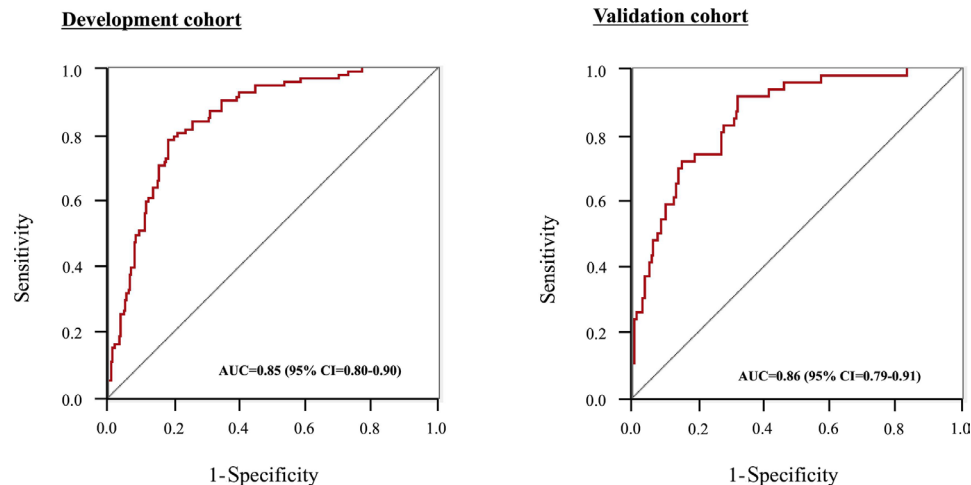 Development cohort
Validation cohort
1.0
0.8
0.6
0.4
0.2
0.0
Sensitivity
AUC=0.85 (95% CI=0.80-0.90)
0.0 0.2 0.4 0.6 0.8 1.0
1-Specificity
1.0
0.8
0.6
0.4
0.2
0.0
Sensitivity
AUC=0.86 (95% CI=0.79-0.91)
0.0 0.2 0.4 0.6 0.8 1.0
1-Specificity